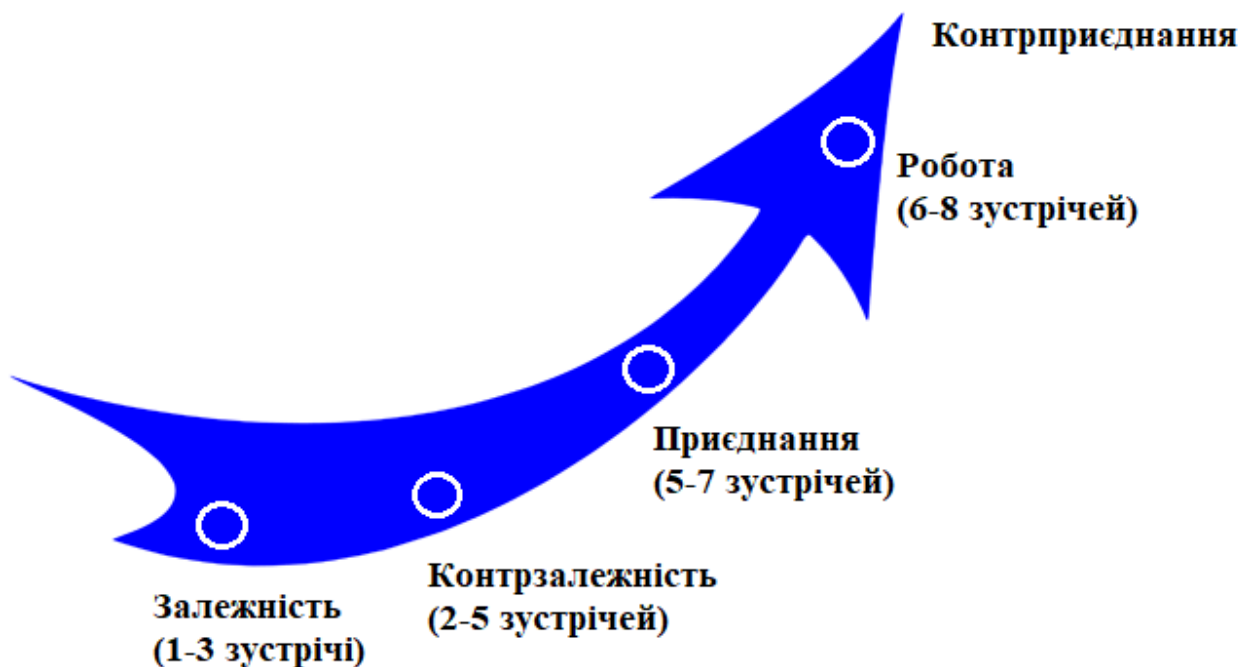 Контрприєднання
Робота
(6-8 зустрічей)
Приєднання
(5-7 зустрічей)
Контрзалежність
(2-5 зустрічей)
Залежність
(1-3 зустрічі)